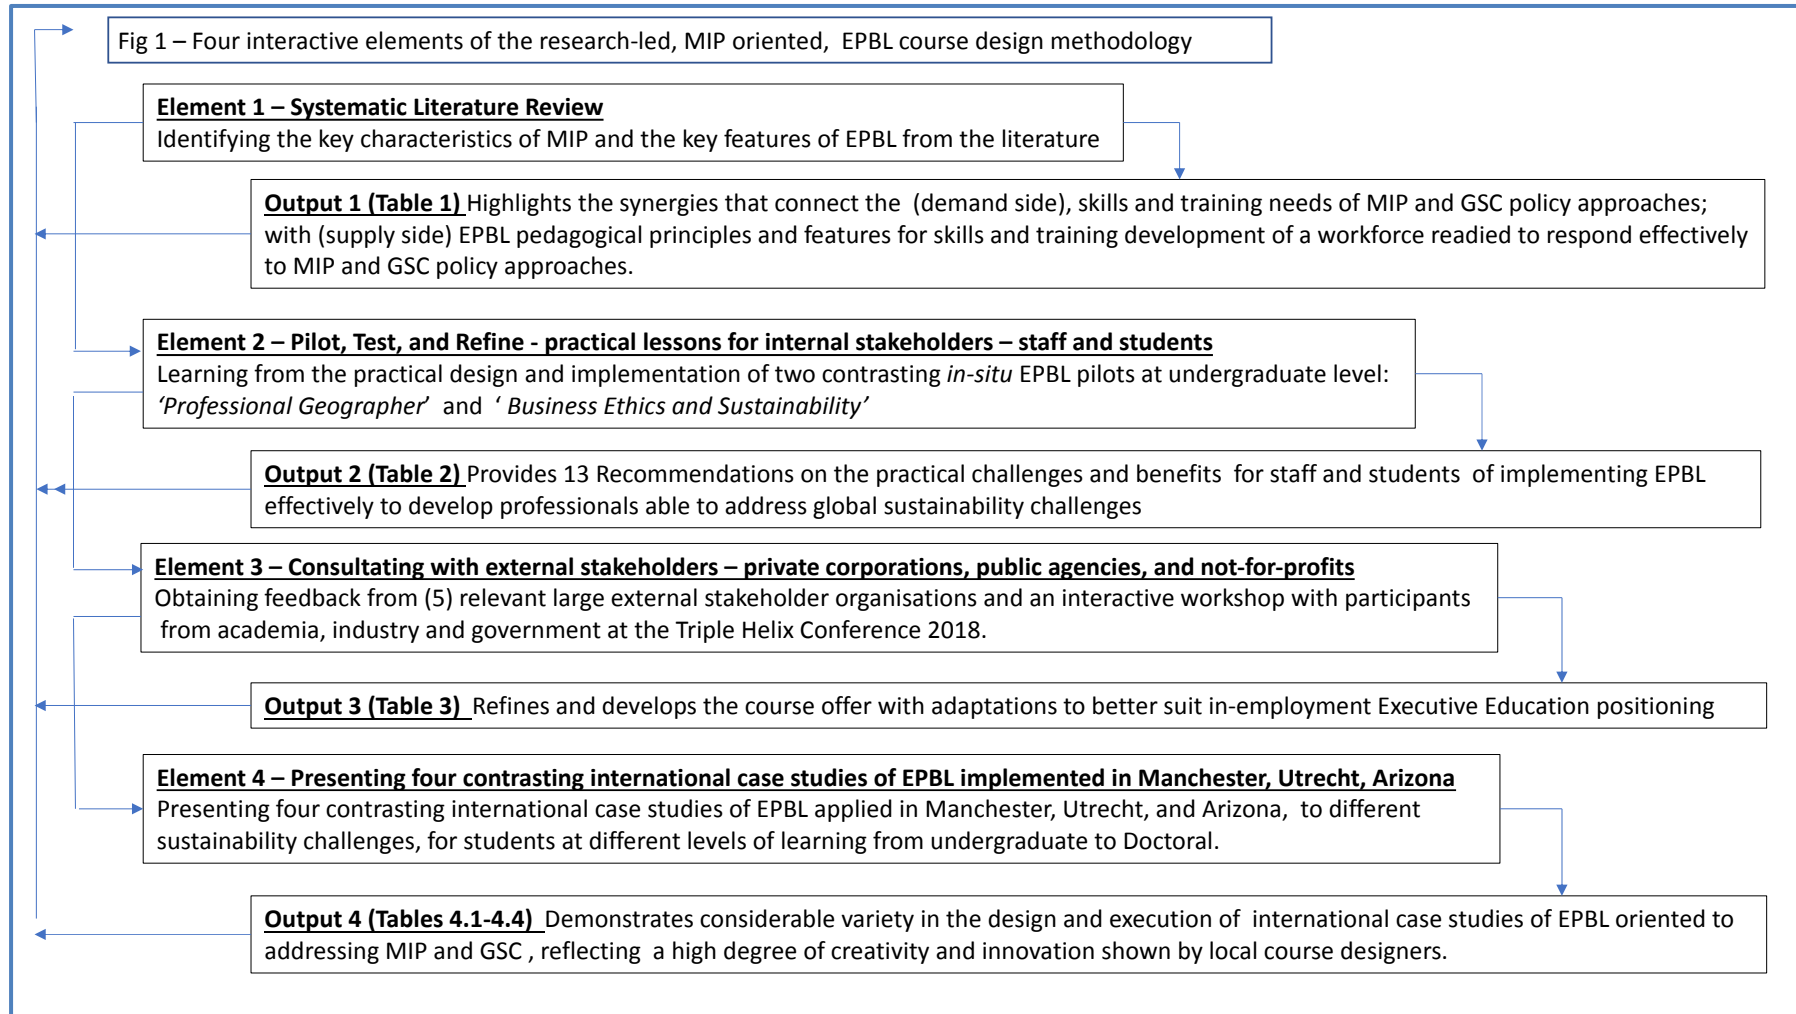 Fig 1 – Four interactive elements of the research-led, MIP oriented,  EPBL course design methodology
Element 1 – Systematic Literature Review
Identifying the key characteristics of MIP and the key features of EPBL from the literature
Output 1 (Table 1) Highlights the synergies that connect the  (demand side), skills and training needs of MIP and GSC policy approaches;
with (supply side) EPBL pedagogical principles and features for skills and training development of a workforce readied to respond effectively
to MIP and GSC policy approaches.
Element 2 – Pilot, Test, and Refine - practical lessons for internal stakeholders – staff and students
Learning from the practical design and implementation of two contrasting in-situ EPBL pilots at undergraduate level:
‘Professional Geographer’  and  ‘ Business Ethics and Sustainability’
Output 2 (Table 2) Provides 13 Recommendations on the practical challenges and benefits  for staff and students  of implementing EPBL
effectively to develop professionals able to address global sustainability challenges
Element 3 – Consultating with external stakeholders – private corporations, public agencies, and not-for-profits
Obtaining feedback from (5) relevant large external stakeholder organisations and an interactive workshop with participants
from academia, industry and government at the Triple Helix Conference 2018.
Output 3 (Table 3)  Refines and develops the course offer with adaptations to better suit in-employment Executive Education positioning
Element 4 – Presenting four contrasting international case studies of EPBL implemented in Manchester, Utrecht, Arizona
Presenting four contrasting international case studies of EPBL applied in Manchester, Utrecht, and Arizona,  to different
sustainability challenges, for students at different levels of learning from undergraduate to Doctoral.
Output 4 (Tables 4.1-4.4)  Demonstrates considerable variety in the design and execution of  international case studies of EPBL oriented to
addressing MIP and GSC , reflecting  a high degree of creativity and innovation shown by local course designers.